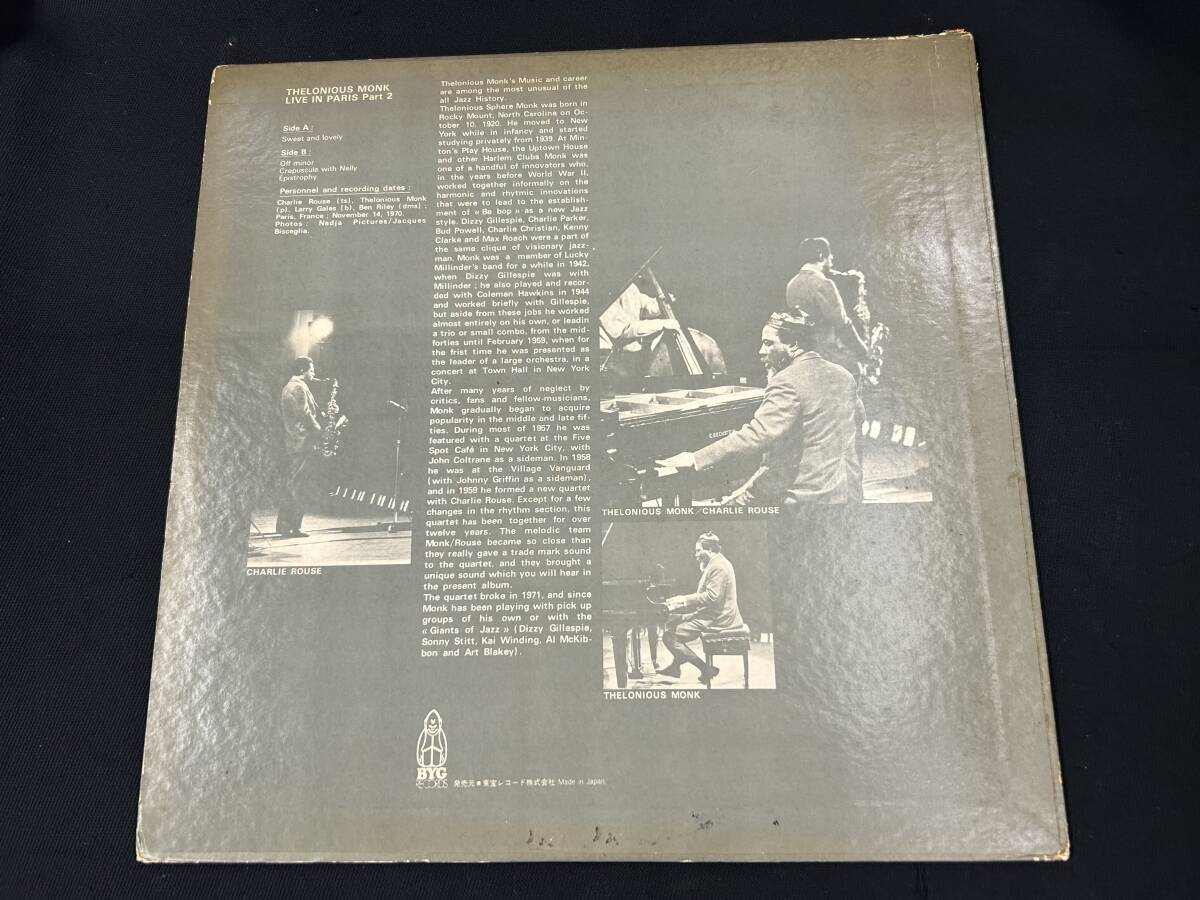 THELONIOUS MONK
LIVE IN PARIS Part 2
Side A :
Sweet and lovely
Side B :
Off minor
Crepuscule with Nelly
Epistrophy
Personnel and recording dates :
Charlie Rouse (ts), Thelonious Monk
(p), Larry Gales (b), Ben Riley (dms) ;
Paris, France ; November 14, 1970.
Photos : Nadja Pictures/Jacques
Bisceglia.
Thelonious Monk's Music and career
are among the most unusual of the
all Jazz History
Thelonious Sphere Monk was born in
Rocky Mount, North Carolina on Oc-
tober 10, 1920. He moved to New
York while in infancy and started
studying privately from 1939. At Min-
ton's Play House, the Uptown House
and other Harlem Clubs Monk was
one of a handful of innovators who,
in the years before World War II,
worked together informally on the
harmonic and rhytmic innovations
that were to lead to the establish-
ment of « Be bop » as a new Jazz
style. Dizzy Gillespie, Charlie Parker,
Bud Powell, Charlie Christian, Kenny
Clarke and Max Roach were a part of
the same clique of visionary jazz-
man. Monk was a member of Lucky
Millinder's band for a while in 1942,
when Dizzy Gillespie was with
Millinder ; he also played and recor-
ded with Coleman Hawkins in 1944
and worked briefly with Gillespie,
but aside from these jobs he worked
almost entirely on his own, or leadin
a trio or small combo, from the mid-
forties until February 1959, when for
the frist time he was presented as
the leader of a large orchestra, in a
concert at Town Hall in New York
City.
After many years of neglect by
critics, fans and fellow-musicians,
Monk gradually began to acquire
popularity in the middle and late fif-
ties. During most of 1957 he was
featured with a quartet at the Five
Spot Café in New York City, with
John Coltrane as a sideman. In 1958
he was at the Village Vanguard
(with Johnny Griffin as a sideman),
and in 1959 he formed a new quartet
with Charlie Rouse. Except for a few
changes in the rhythm section, this
quartet has been together for over
twelve years. The melodic team
Monk/Rouse became so close than
they really gave a trade mark sound
to the quartet, and they brought a
unique sound which you will hear in
the present album.
The quartet broke in 1971, and since
Monk has been playing with pick up
groups of his own or with the
« Giants of Jazz » (Dizzy Gillespie,
Sonny Stitt, Kai Winding, Al McKib-
bon and Art Blakey).
C. BECHSTEIN
THELONIOUS MONK/CHARLIE ROUSE
CHARLIE ROUSE
THELONIOUS MONK
BYG
RECORDS
発売元■東宝レコード株式会社 Made in Japan.